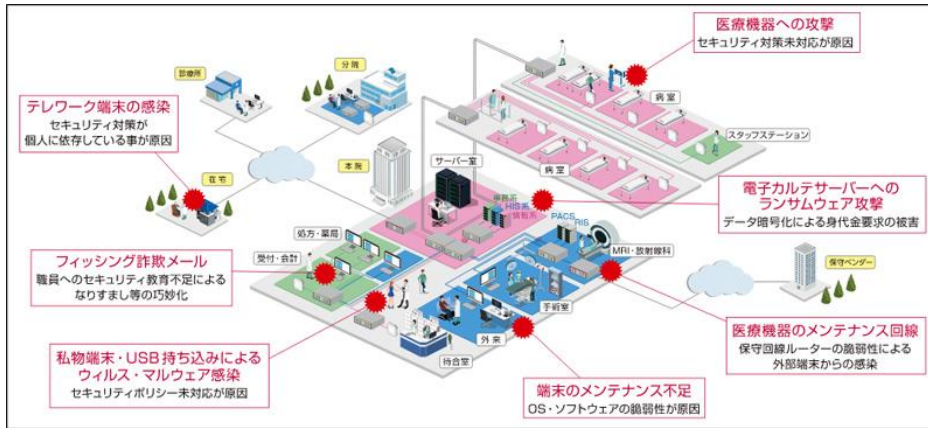 医療機器への攻撃
セキュリティ対策未対応が原因
診療所
分院
病室
スタッフステーション
テレワーク端末の感染
セキュリティ対策が
個人に依存している事が原因
在宅
本院
サーバー室
病室
事務系
HIS系
情報系
PACS
RIS
電子カルテサーバーへの
ランサムウェア攻撃
データ暗号化による身代金要求の被害
処方・薬局
受付・会計
MRI・放射線科
保守ベンダー
フィッシング詐欺メール
職員へのセキュリティ教育不足による
なりすまし等の巧妙化
手術室
外来
待合室
医療機器のメンテナンス回線
保守回線ルーターの脆弱性による
外部端末からの感染
私物端末・USB持ち込みによる
ウィルス・マルウェア感染
セキュリティポリシー未対応が原因
端末のメンテナンス不足
OS・ソフトウェアの脆弱性が原因